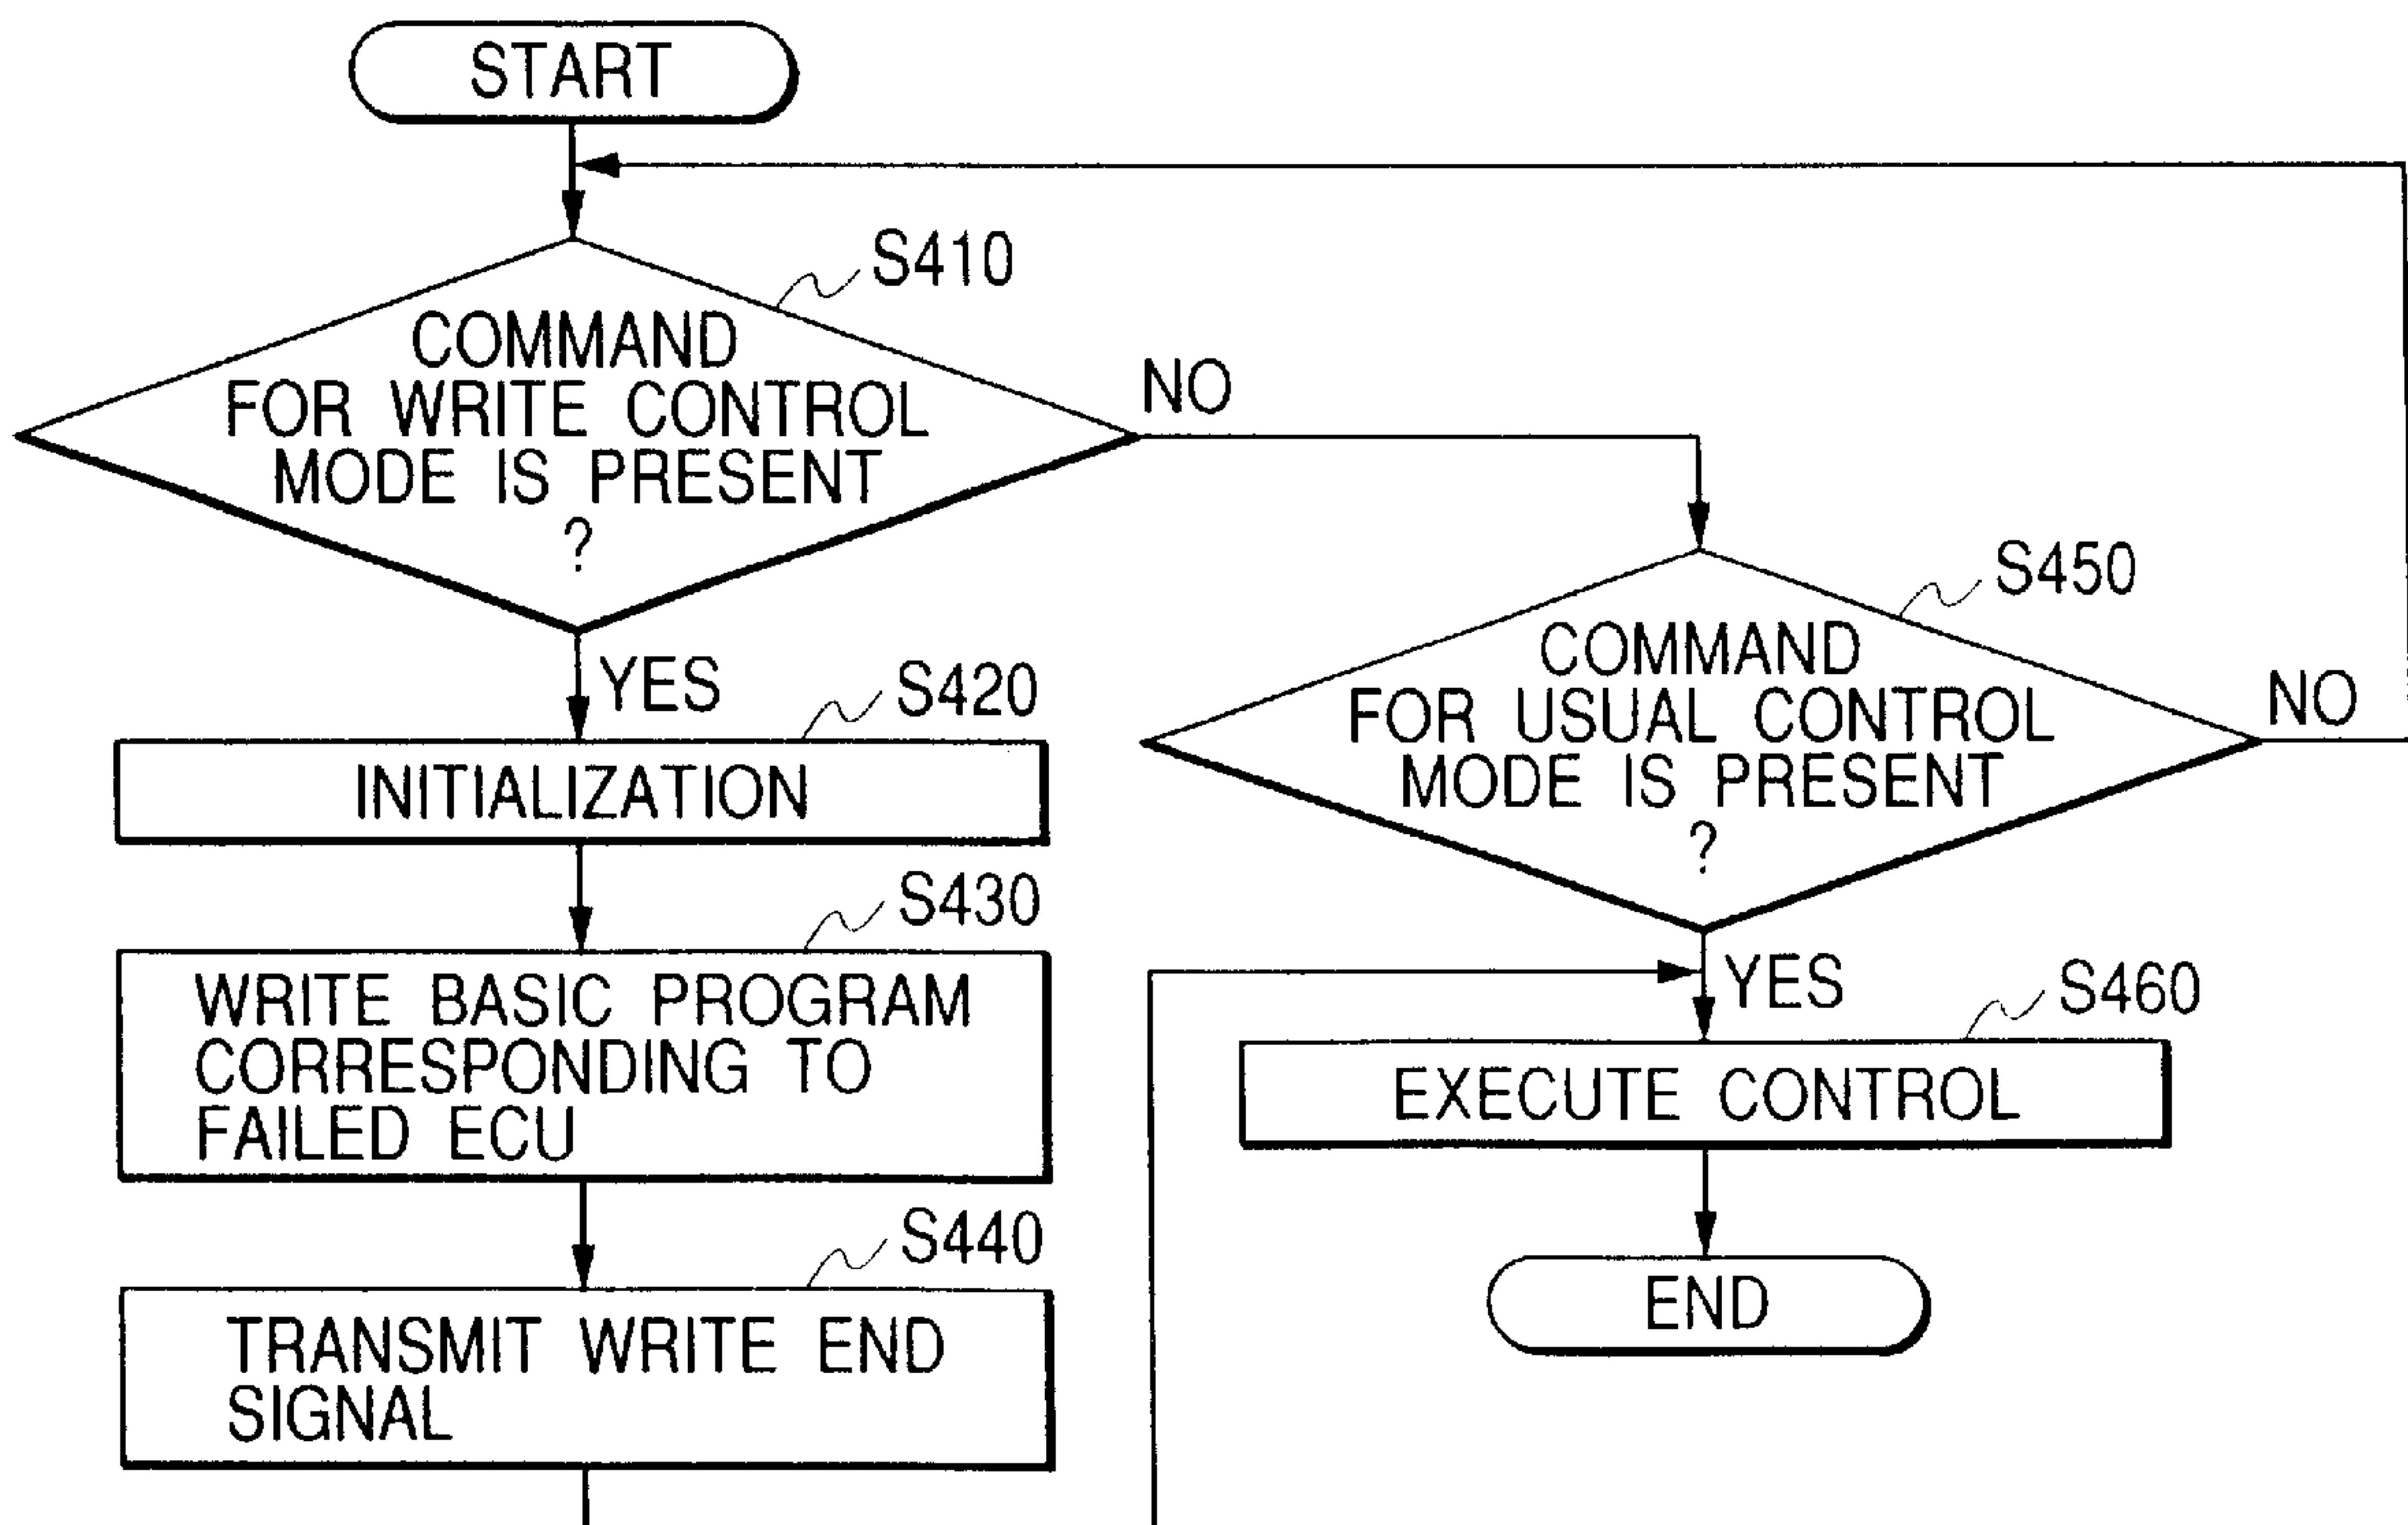 START
S410
COMMAND
FOR WRITE CONTROL
MODE IS PRESENT
?
NO
YES
S420
INITIALIZATION
S430
WRITE BASIC PROGRAM
CORRESPONDING TO
FAILED ECU
S440
TRANSMIT WRITE END
SIGNAL
S450
COMMAND
FOR USUAL CONTROL
MODE IS PRESENT
?
NO
YES
S460
EXECUTE CONTROL
END